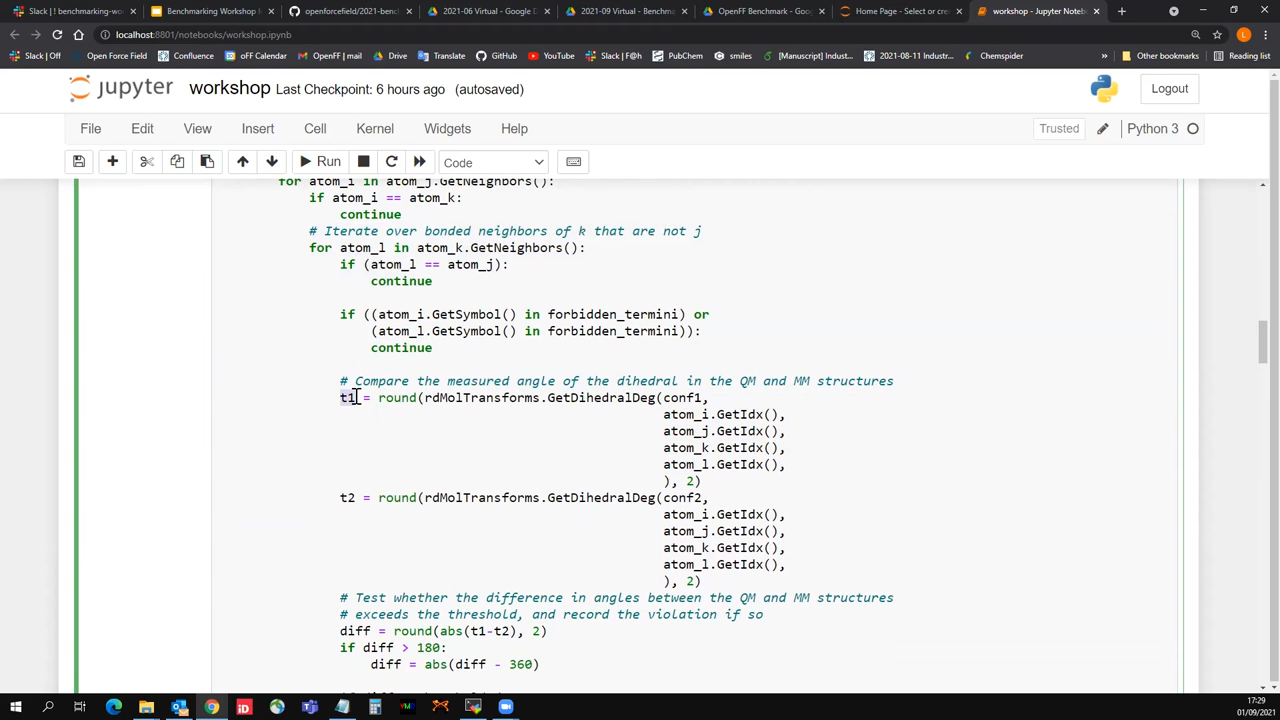 Slack | ! benchmarking-wo
Benchmarking Workshop
openforcefield/2021-benc
2021-06 Virtual - Google D
2021-09 Virtual - Benchma
OpenFF Benchmark - Goog
Home Page - Select or cre
workshop - Jupyter Notebo
localhost:8801/notebooks/workshop.ipynb
Slack | Off
Open Force Field
Confluence
oFF Calendar
OpenFF | mail
Drive
GitHub
YouTube
Slack | F@h
PubChem
smiles
[Manuscript] Industr...
2021-08-11 Industr...
Chemspider
»
Other bookmarks
Reading list
jupyter workshop Last Checkpoint: 6 hours ago (autosaved)
Logout
File Edit View Insert Cell Kernel Widgets Help
Trusted
Python 3
Run
Code
for atom_i in atom_j.GetNeighbors():
if atom_i == atom_k:
continue
# Iterate over bonded neighbors of k that are not j
for atom_l in atom_k.GetNeighbors():
if (atom_l == atom_j):
continue
if ((atom_i.GetSymbol() in forbidden_termini) or
(atom_l.GetSymbol() in forbidden_termini)):
continue
# Compare the measured angle of the dihedral in the QM and MM structures
t1 = round(rdMolTransforms.GetDihedralDeg(conf1,
atom_i.GetIdx(),
atom_j.GetIdx(),
atom_k.GetIdx(),
atom_l.GetIdx(),
), 2)
t2 = round(rdMolTransforms.GetDihedralDeg(conf2,
atom_i.GetIdx(),
atom_j.GetIdx(),
atom_k.GetIdx(),
atom_l.GetIdx(),
), 2)
# Test whether the difference in angles between the QM and MM structures
# exceeds the threshold, and record the violation if so
diff = round(abs(t1-t2), 2)
if diff > 180:
diff = abs(diff - 360)
17:29
01/09/2021